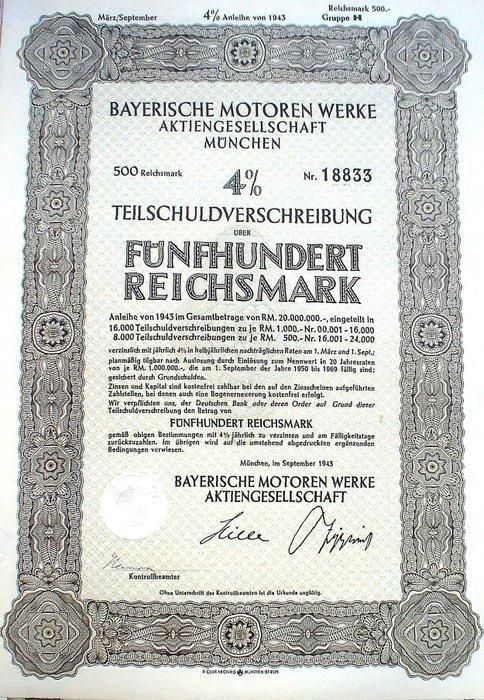 März/September
4% Anleihe von 1943
Reichsmark 500.-
Gruppe H
BAYERISCHE MOTOREN WERKE
AKTIENGESELLSCHAFT
MÜNCHEN
500 Reichsmark
4%
Nr. 18833
TEILSCHULDVERSCHREIBUNG
ÜBER
FÜNFHUNDERT
REICHSMARK
Anleihe von 1943 im Gesamtbetrage von RM. 20.000.000.-, eingeteilt in
16.000 Teilschuldverschreibungen zu je RM. 1.000.- Nr. 00.001 - 16.000
8.000 Teilschuldverschreibungen zu je RM. 500.- Nr. 16.001 - 24.000
verzinslich mit jährlich 4% in halbjährlichen nachträglichen Raten am 1. März und 1. Sept.;
planmäßig tilgbar nach Auslosung durch Einlösung zum Nennwert in 20 Jahresraten
von je RM. 1.000.000.-, die am 1. September der Jahre 1950 bis 1969 fällig sind;
gesichert durch Grundschulden.
Zinsen und Kapital sind kostenfrei zahlbar bei den auf den Zinsscheinen aufgeführten
Zahlstellen, bei denen auch eine Bogenerneuerung kostenfrei erfolgt.
Wir verpflichten uns, der Deutschen Bank oder deren Order auf Grund dieser
Teilschuldverschreibung den Betrag von
FÜNFHUNDERT REICHSMARK
gemäß obigen Bestimmungen mit 4% jährlich zu verzinsen und am Fälligkeitstage
zurückzuzahlen. Im übrigen wird auf die umstehend abgedruckten ergänzenden
Bedingungen verwiesen.
München, im September 1943
BAYERISCHE MOTOREN WERKE
AKTIENGESELLSCHAFT
Kontrollbeamter
Ohne Unterschrift des Kontrollbeamten ist die Urkunde ungültig.
R. OLDENBOURG MÜNCHEN-BERLIN